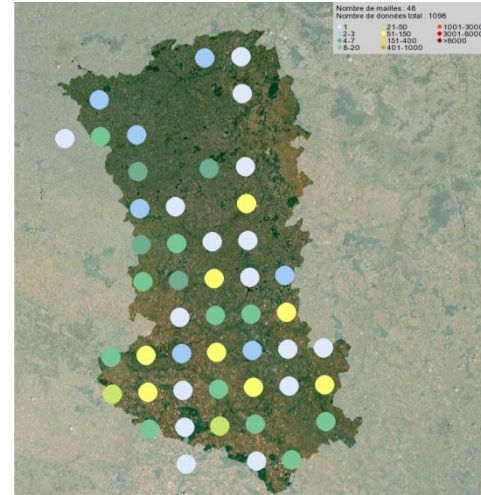 Nombre de mailles : 48
Nombre de données total : 1098
1 21-50 1001-3000
2-3 51-150 3001-8000
4-7 151-400 >8000
8-20 401-1000